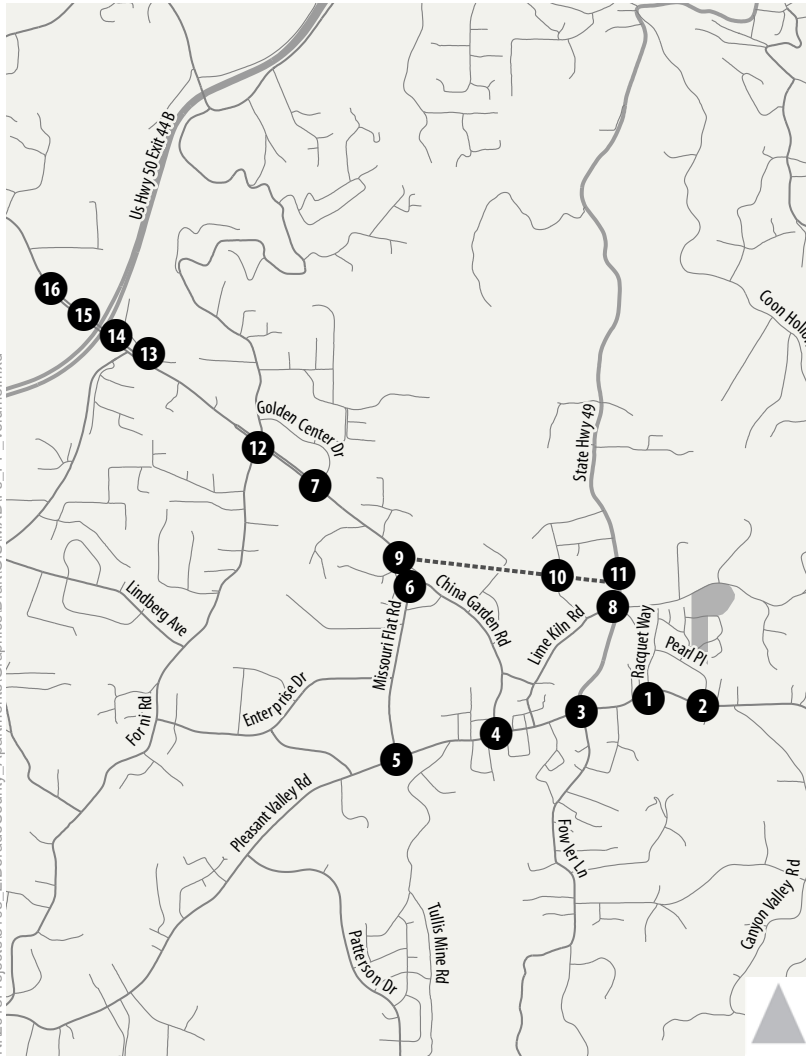 Us Hwy 50 Exit 44 B
16
15
14
13
Coon Hollo
Golden Center Dr
State Hwy 49
12
7
9
10
11
6
8
China Garden Rd
Lime Kiln Rd
Racquet Way
Pearl Pl
Lindberg Ave
Missouri Flat Rd
Enterprise Dr
Forni Rd
1
2
3
4
5
Pleasant Valley Rd
Fowler Ln
Tullis Mine Rd
Patterson Dr
Canyon Valley Rd